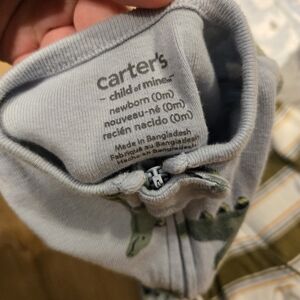 carter's
child of mine
newborn (0m)
nouveau-né (0m)
recién nacido (0m)
Made in Bangladesh
Fabriqué au Bangladesh
Hecho en Bangladesh